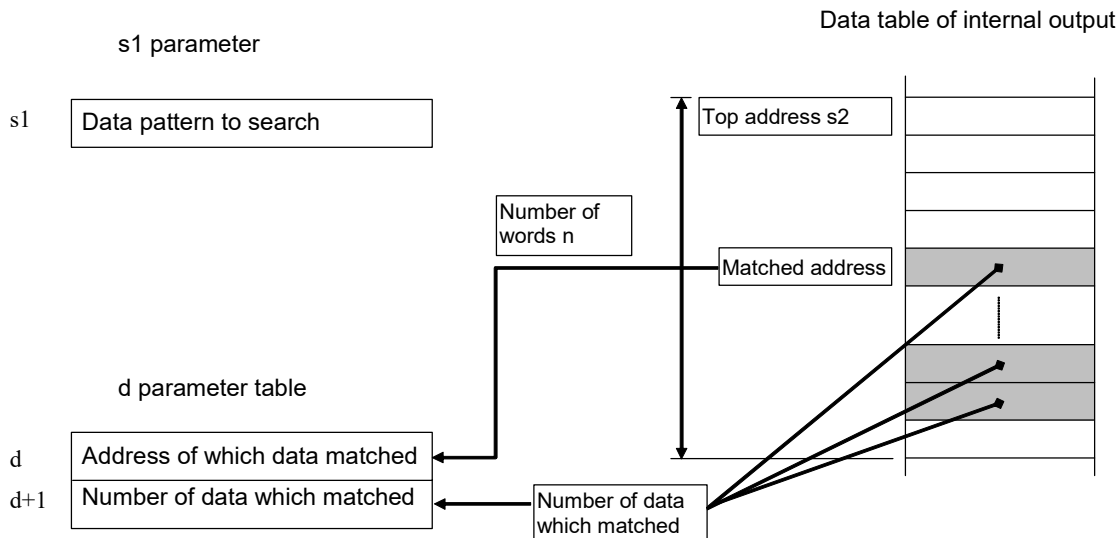 Data table of internal output
s1 parameter
s1
Data pattern to search
Top address s2
Number of
words n
Matched address
d parameter table
d
Address of which data matched
d+1
Number of data which matched
Number of data
which matched